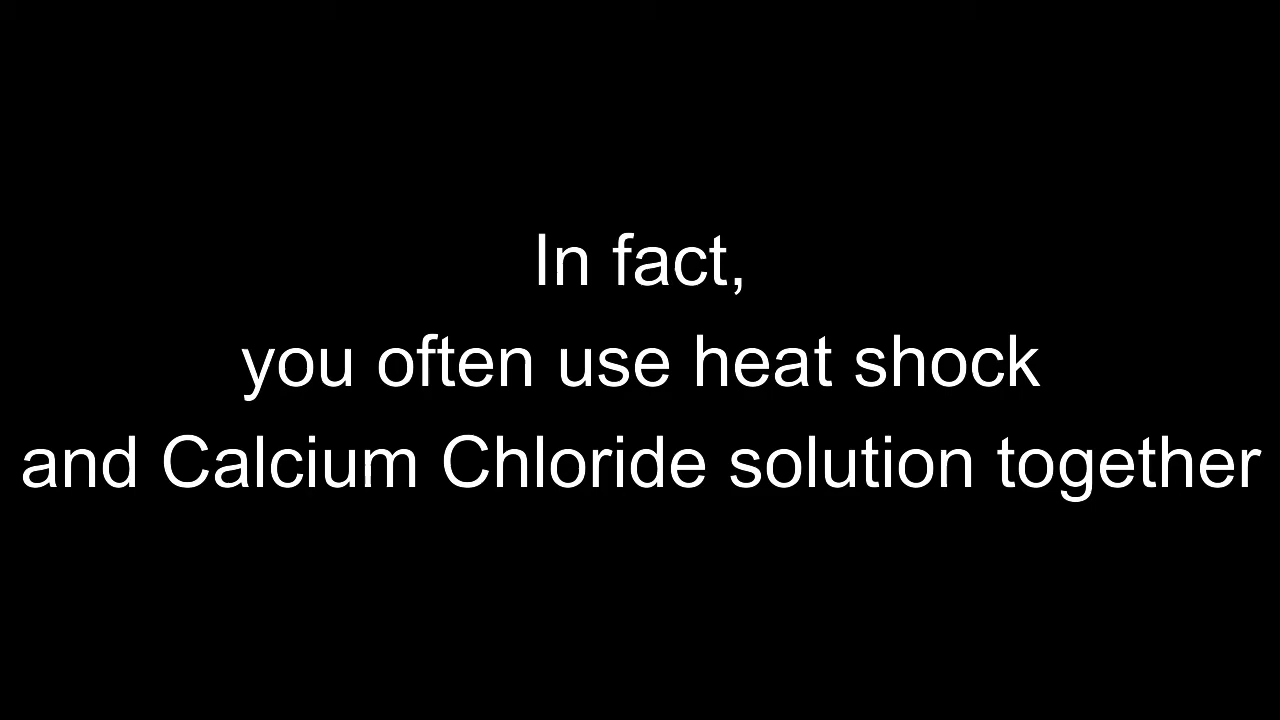 In fact,
you often use heat shock
and Calcium Chloride solution together